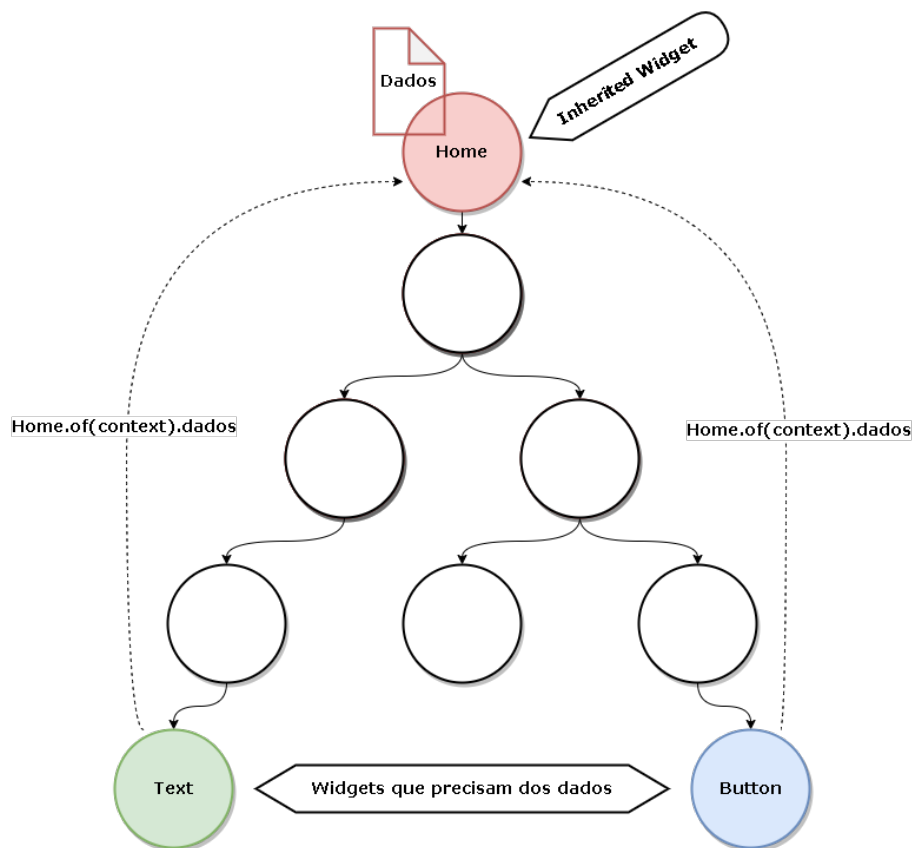 Dados
Inherited Widget
Home
Home.of(context).dados
Home.of(context).dados
Text
Widgets que precisam dos dados
Button